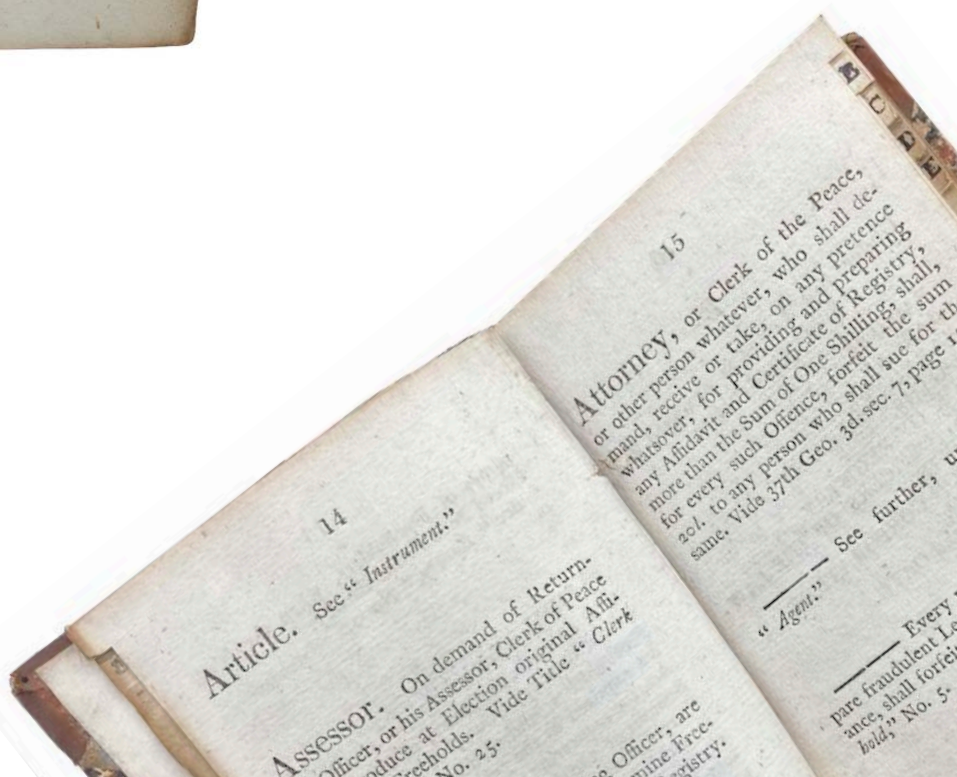 14
Article. See “ Instrument.”
Assessor. On demand of Return-
Officer, or his Assessor, Clerk of Peace
at Election original Affi-
Freeholds. Vide Title “ Clerk
No. 25.
Officer, are
Free-
15
Attorney, or Clerk of the Peace,
or other person whatever, who shall de-
mand, receive or take, on any pretence
whatsover, for providing and preparing
any Affidavit and Certificate of Registry,
more than the Sum of One Shilling, shall,
for every such Offence, forfeit the sum
20l. to any person who shall sue for the
same. Vide 37th Geo. 3d. sec. 7, page
—— See further,
“ Agent.”
—— Every
fraudulent
ance, shall
hold,” No. 5.
B
C
D
E